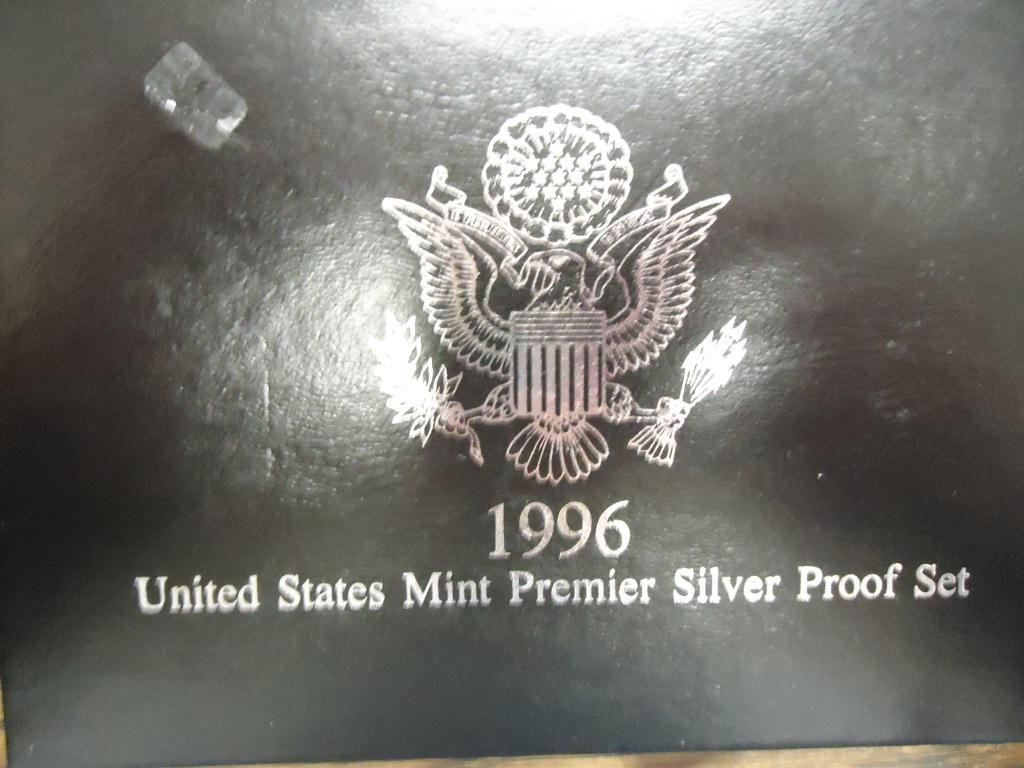 1996
United States Mint Premier Silver Proof Set